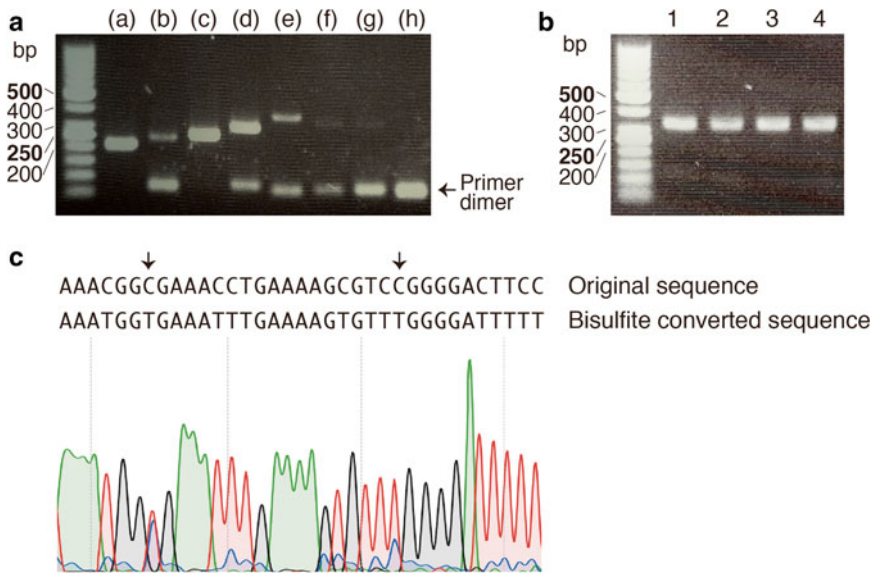 a (a) (b) (c) (d) (e) (f) (g) (h)
bp
500
400
300
250
200
← Primer
dimer
b 1 2 3 4
bp
500
400
300
250
200
c
AAACGGCGAAACCTGAAAAGCGTCCGGGGACTTCC Original sequence
AAATGGTGAAATTTGAAAAGTGTTTGGGGATTTTT Bisulfite converted sequence